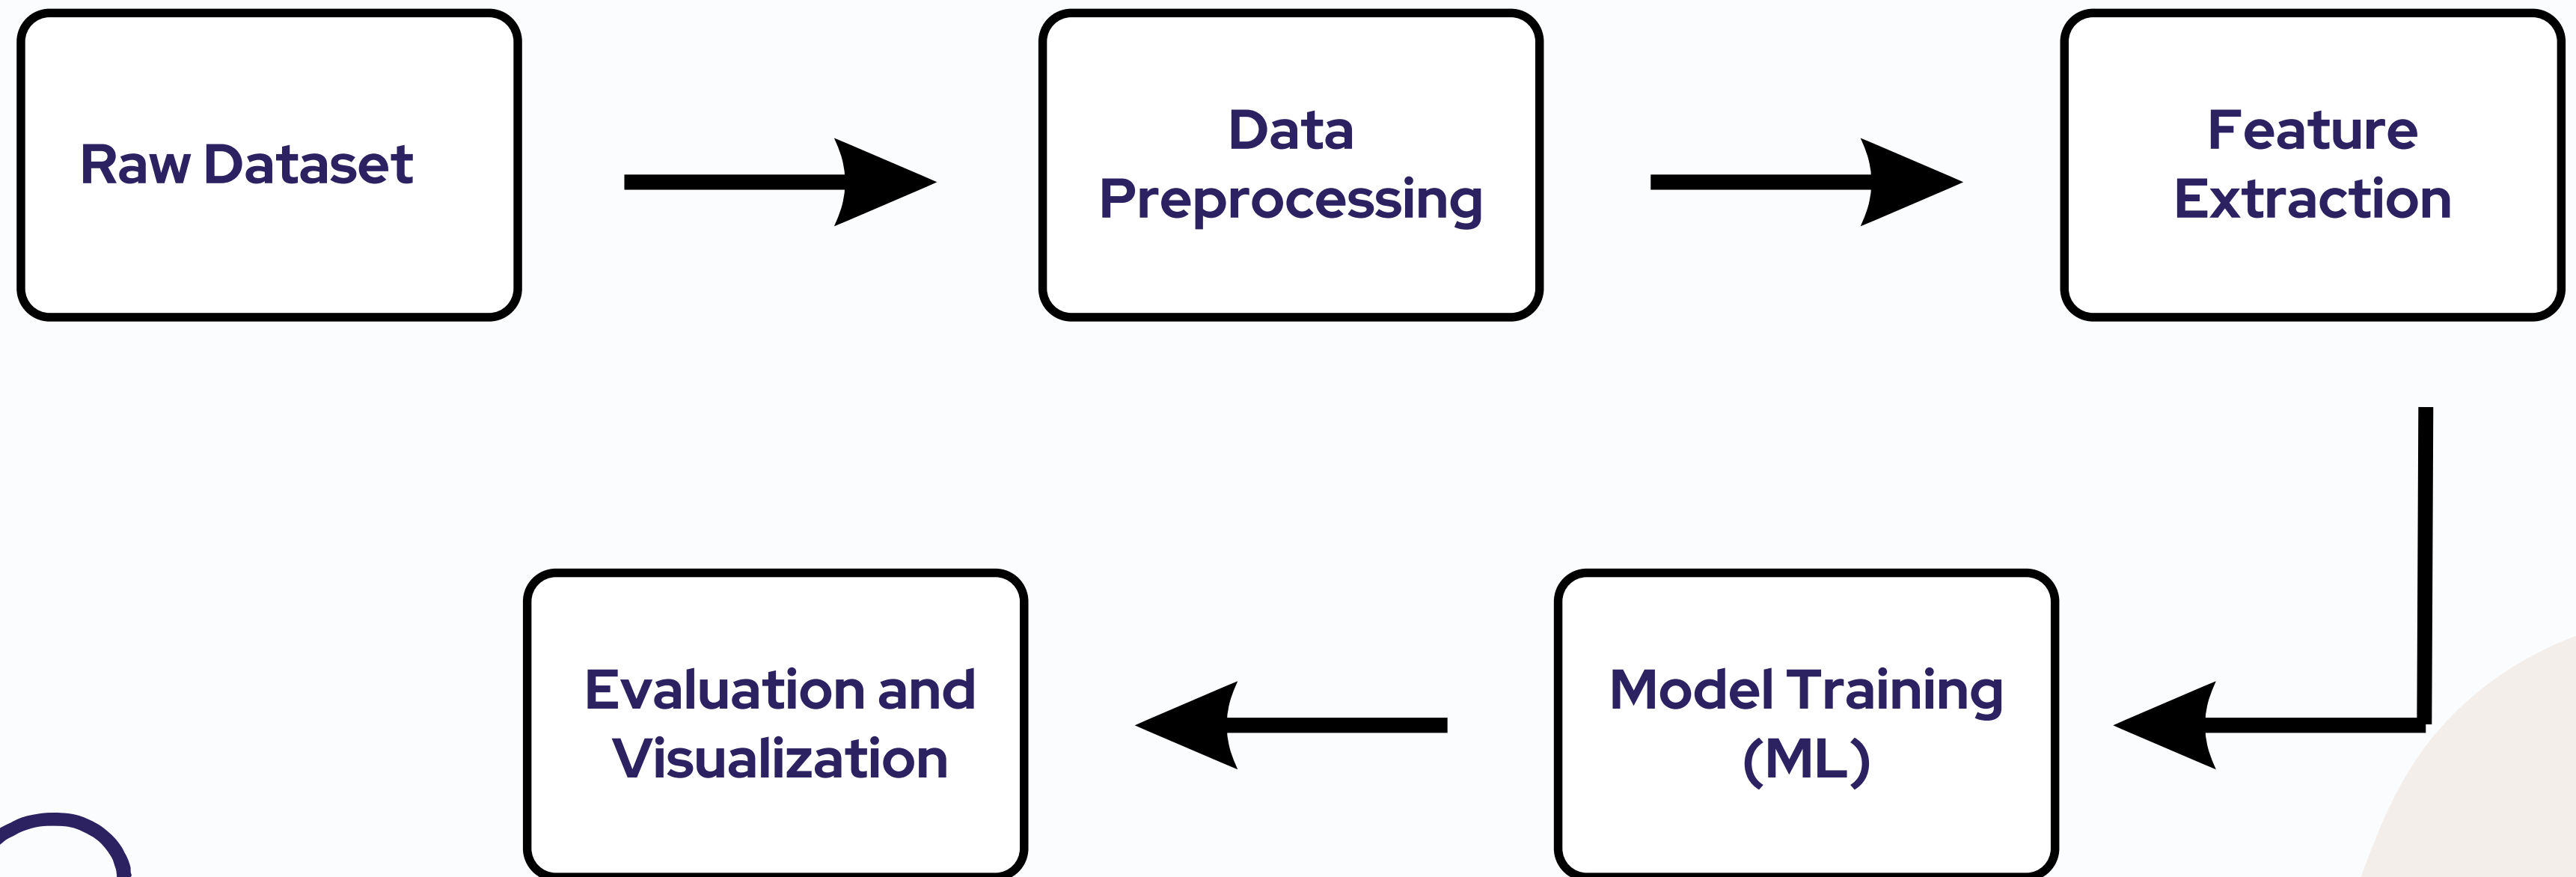 Raw Dataset
Data
Preprocessing
Feature
Extraction
Model Training
(ML)
Evaluation and
Visualization